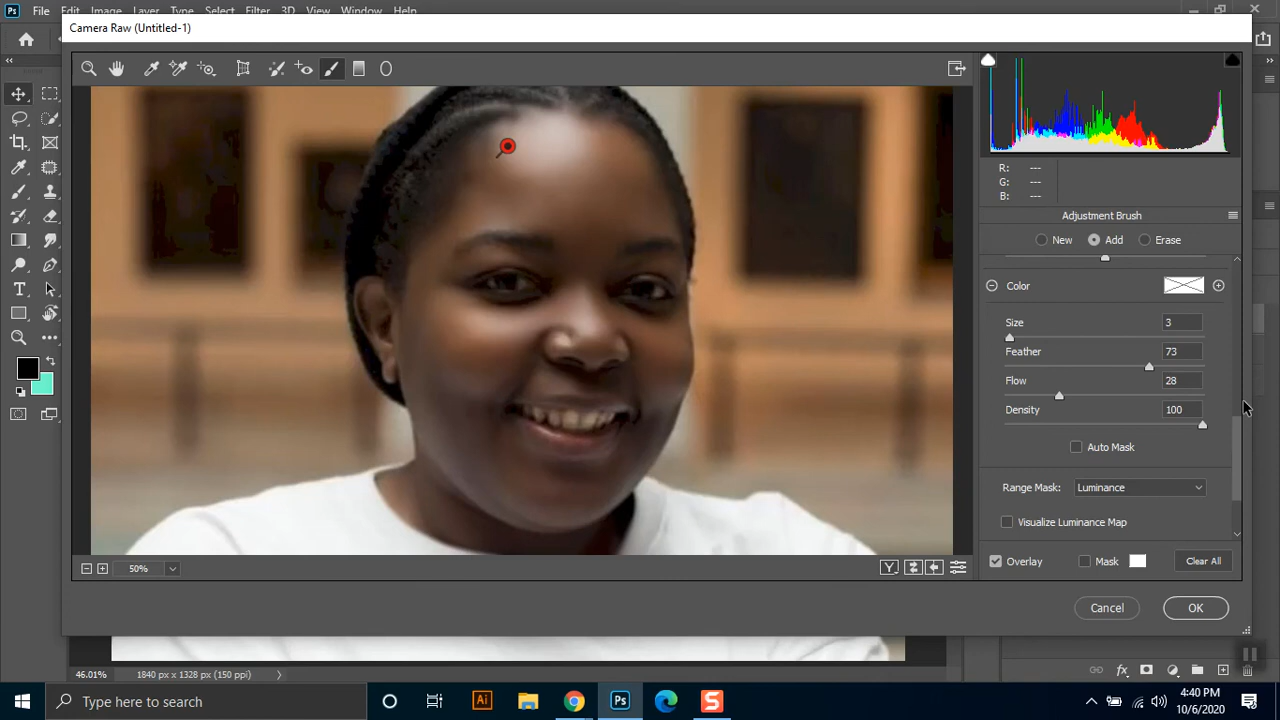 Ps File Edit Image Layer Type Select Filter 3D View Window Help
Camera Raw (Untitled-1)
R: ---
G: ---
B: ---
Adjustment Brush
New Add Erase
Color
Size 3
Feather 73
Flow 28
Density 100
Auto Mask
Range Mask: Luminance
Visualize Luminance Map
50% Y Overlay Mask Clear All
Cancel OK
46.01% 1840 px x 1328 px (150 ppi)
fx
Type here to search Ai Ps S 4:40 PM
10/6/2020